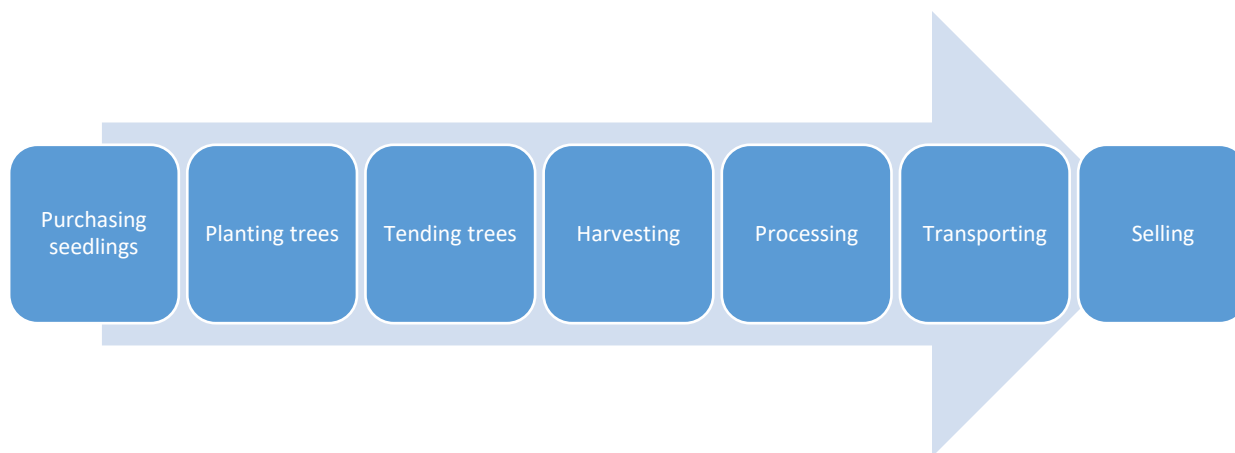 Purchasing
seedlings
Planting trees
Tending trees
Harvesting
Processing
Transporting
Selling